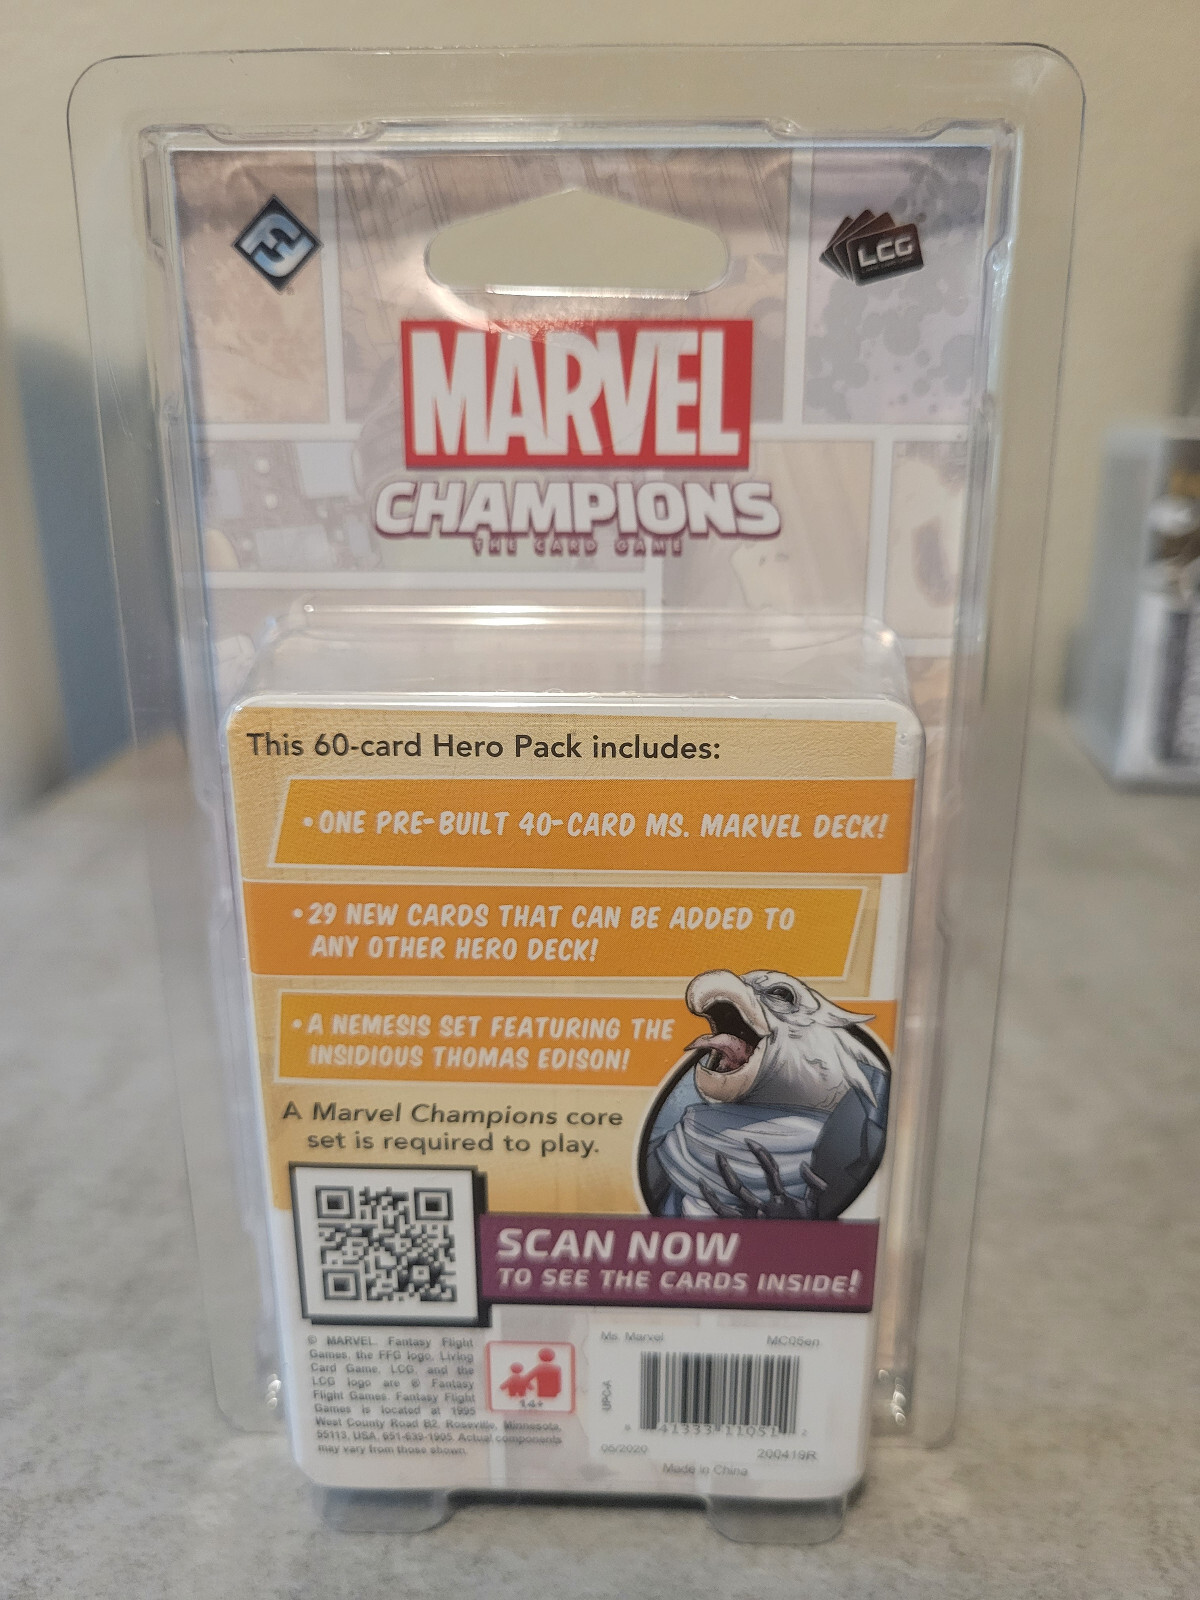 LCG
MARVEL
CHAMPIONS
THE CARD GAME
This 60-card Hero Pack includes:
• ONE PRE-BUILT 40-CARD MS. MARVEL DECK!
• 29 NEW CARDS THAT CAN BE ADDED TO
ANY OTHER HERO DECK!
• A NEMESIS SET FEATURING THE
INSIDIOUS THOMAS EDISON!
A Marvel Champions core
set is required to play.
SCAN NOW
TO SEE THE CARDS INSIDE!
© MARVEL. Fantasy Flight
Games, the FFG logo, Living
Card Game, LCG, and the
LCG logo are ® Fantasy
Flight Games. Fantasy Flight
Games is located at 1995
West County Road B2, Roseville, Minnesota,
55113, USA, 651-639-1905. Actual components
may vary from those shown.
14+
Ms. Marvel
MC05en
UPC-A
41333 11051 2
06/2020
200419R
Made in China